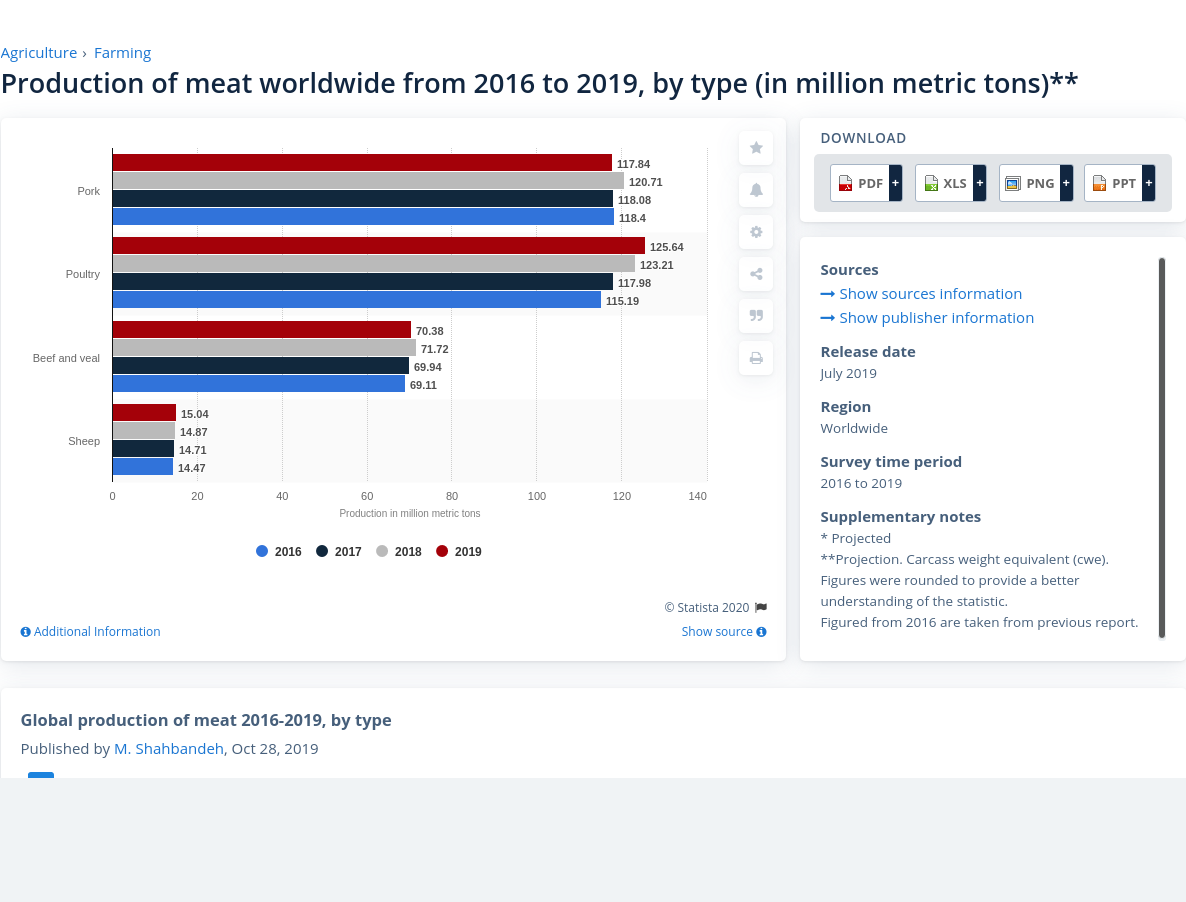 Agriculture › Farming
Production of meat worldwide from 2016 to 2019, by type (in million metric tons)**
Pork
117.84
120.71
118.08
118.4
Poultry
125.64
123.21
117.98
115.19
Beef and veal
70.38
71.72
69.94
69.11
Sheep
15.04
14.87
14.71
14.47
0 20 40 60 80 100 120 140
Production in million metric tons
2016 2017 2018 2019
© Statista 2020
Additional Information
Show source
DOWNLOAD
PDF + XLS + PNG + PPT +
Sources
Show sources information
Show publisher information
Release date
July 2019
Region
Worldwide
Survey time period
2016 to 2019
Supplementary notes
* Projected
**Projection. Carcass weight equivalent (cwe).
Figures were rounded to provide a better
understanding of the statistic.
Figured from 2016 are taken from previous report.
Global production of meat 2016-2019, by type
Published by M. Shahbandeh, Oct 28, 2019